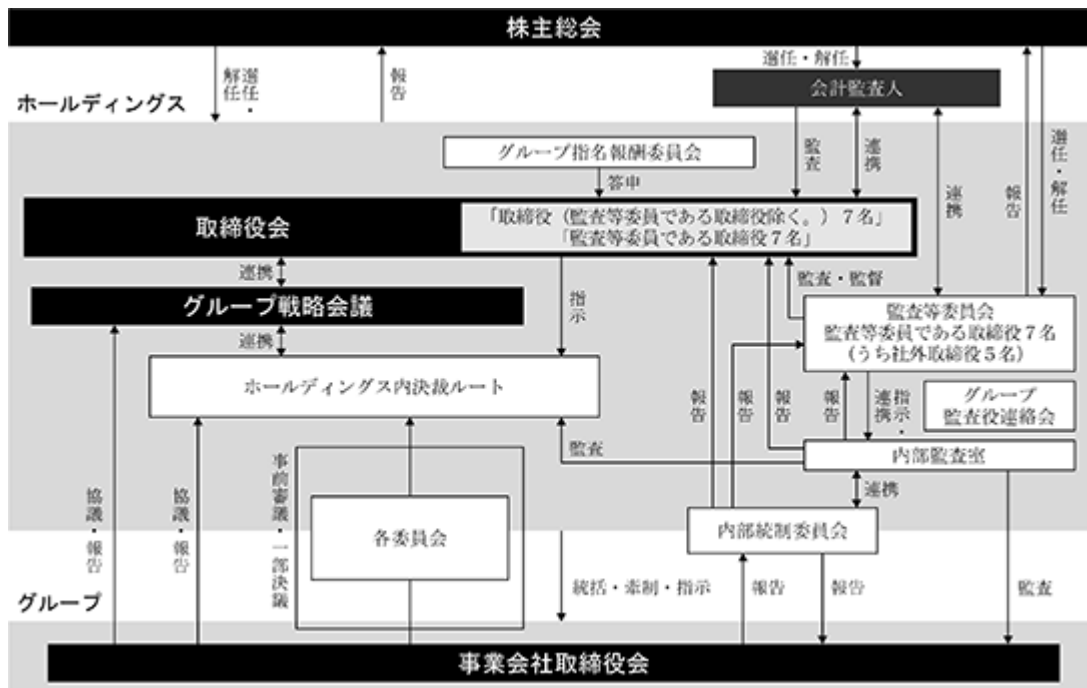 株主総会
解任
選任・
報告
選任・解任
ホールディングス
会計監査人
グループ指名報酬委員会
答申
監査
連携
連携
報告
選任・解任
取締役会
「取締役（監査等委員である取締役除く。）７名」
「監査等委員である取締役７名」
連携
指示
監査・監督
グループ戦略会議
監査等委員会
監査等委員である取締役７名
（うち社外取締役５名）
連携
ホールディングス内決裁ルート
報告
報告
報告
報告
連携
指示・
グループ
監査役連絡会
監査
内部監査室
連携
協議・報告
協議・報告
事前審議・一部決議
各委員会
内部統制委員会
統括・牽制・指示
報告
報告
監査
グループ
事業会社取締役会